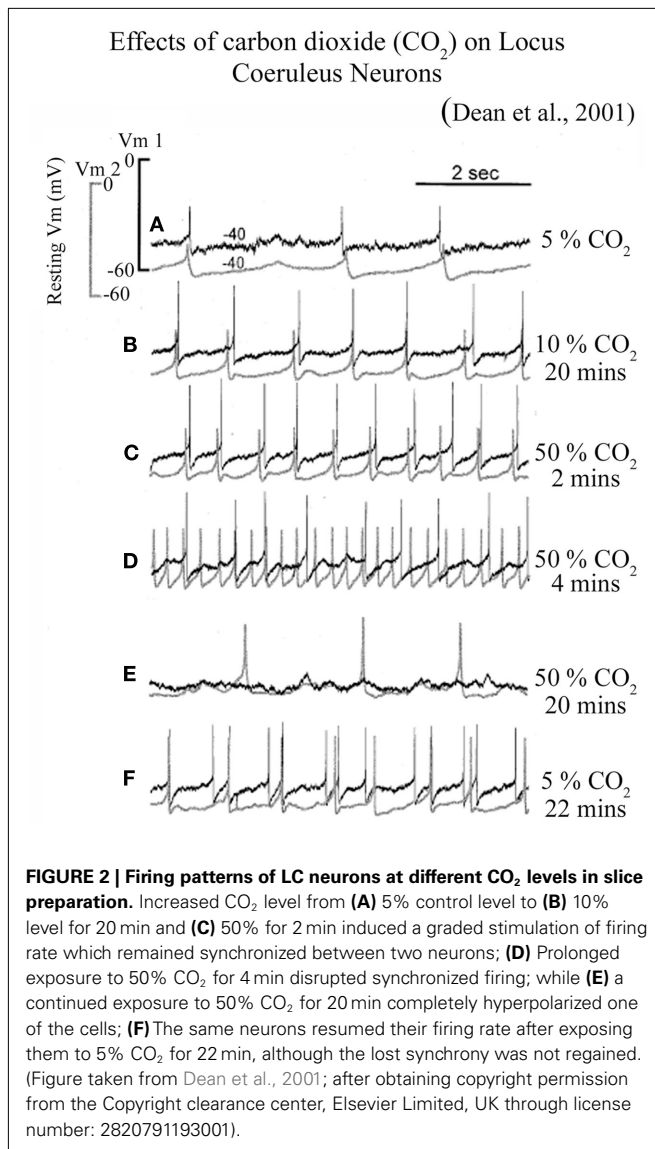 Effects of carbon dioxide (CO₂) on Locus
Coeruleus Neurons
(Dean et al., 2001)
Vm 1
Vm 2
0
0
2 sec
Resting Vm (mV)
A
-40
-40
5 % CO₂
-60
-60
B
10 % CO₂
20 mins
C
50 % CO₂
2 mins
D
50 % CO₂
4 mins
E
50 % CO₂
20 mins
F
5 % CO₂
22 mins
FIGURE 2 | Firing patterns of LC neurons at different CO₂ levels in slice
preparation. Increased CO₂ level from (A) 5% control level to (B) 10%
level for 20 min and (C) 50% for 2 min induced a graded stimulation of firing
rate which remained synchronized between two neurons; (D) Prolonged
exposure to 50% CO₂ for 4 min disrupted synchronized firing; while (E) a
continued exposure to 50% CO₂ for 20 min completely hyperpolarized one
of the cells; (F) The same neurons resumed their firing rate after exposing
them to 5% CO₂ for 22 min, although the lost synchrony was not regained.
(Figure taken from Dean et al., 2001; after obtaining copyright permission
from the Copyright clearance center, Elsevier Limited, UK through license
number: 2820791193001).